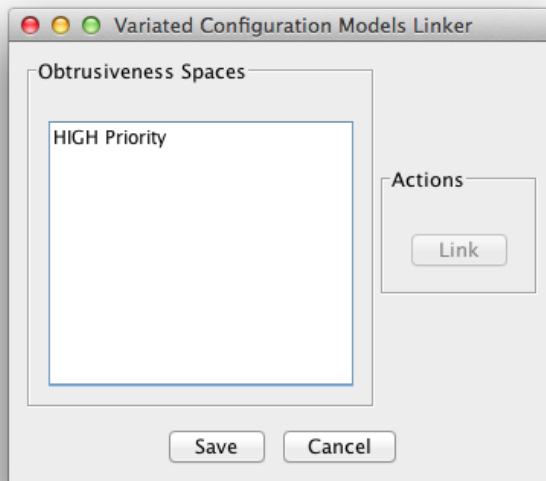 Variated Configuration Models Linker
Obtrusiveness Spaces
HIGH Priority
Actions
Link
Save
Cancel